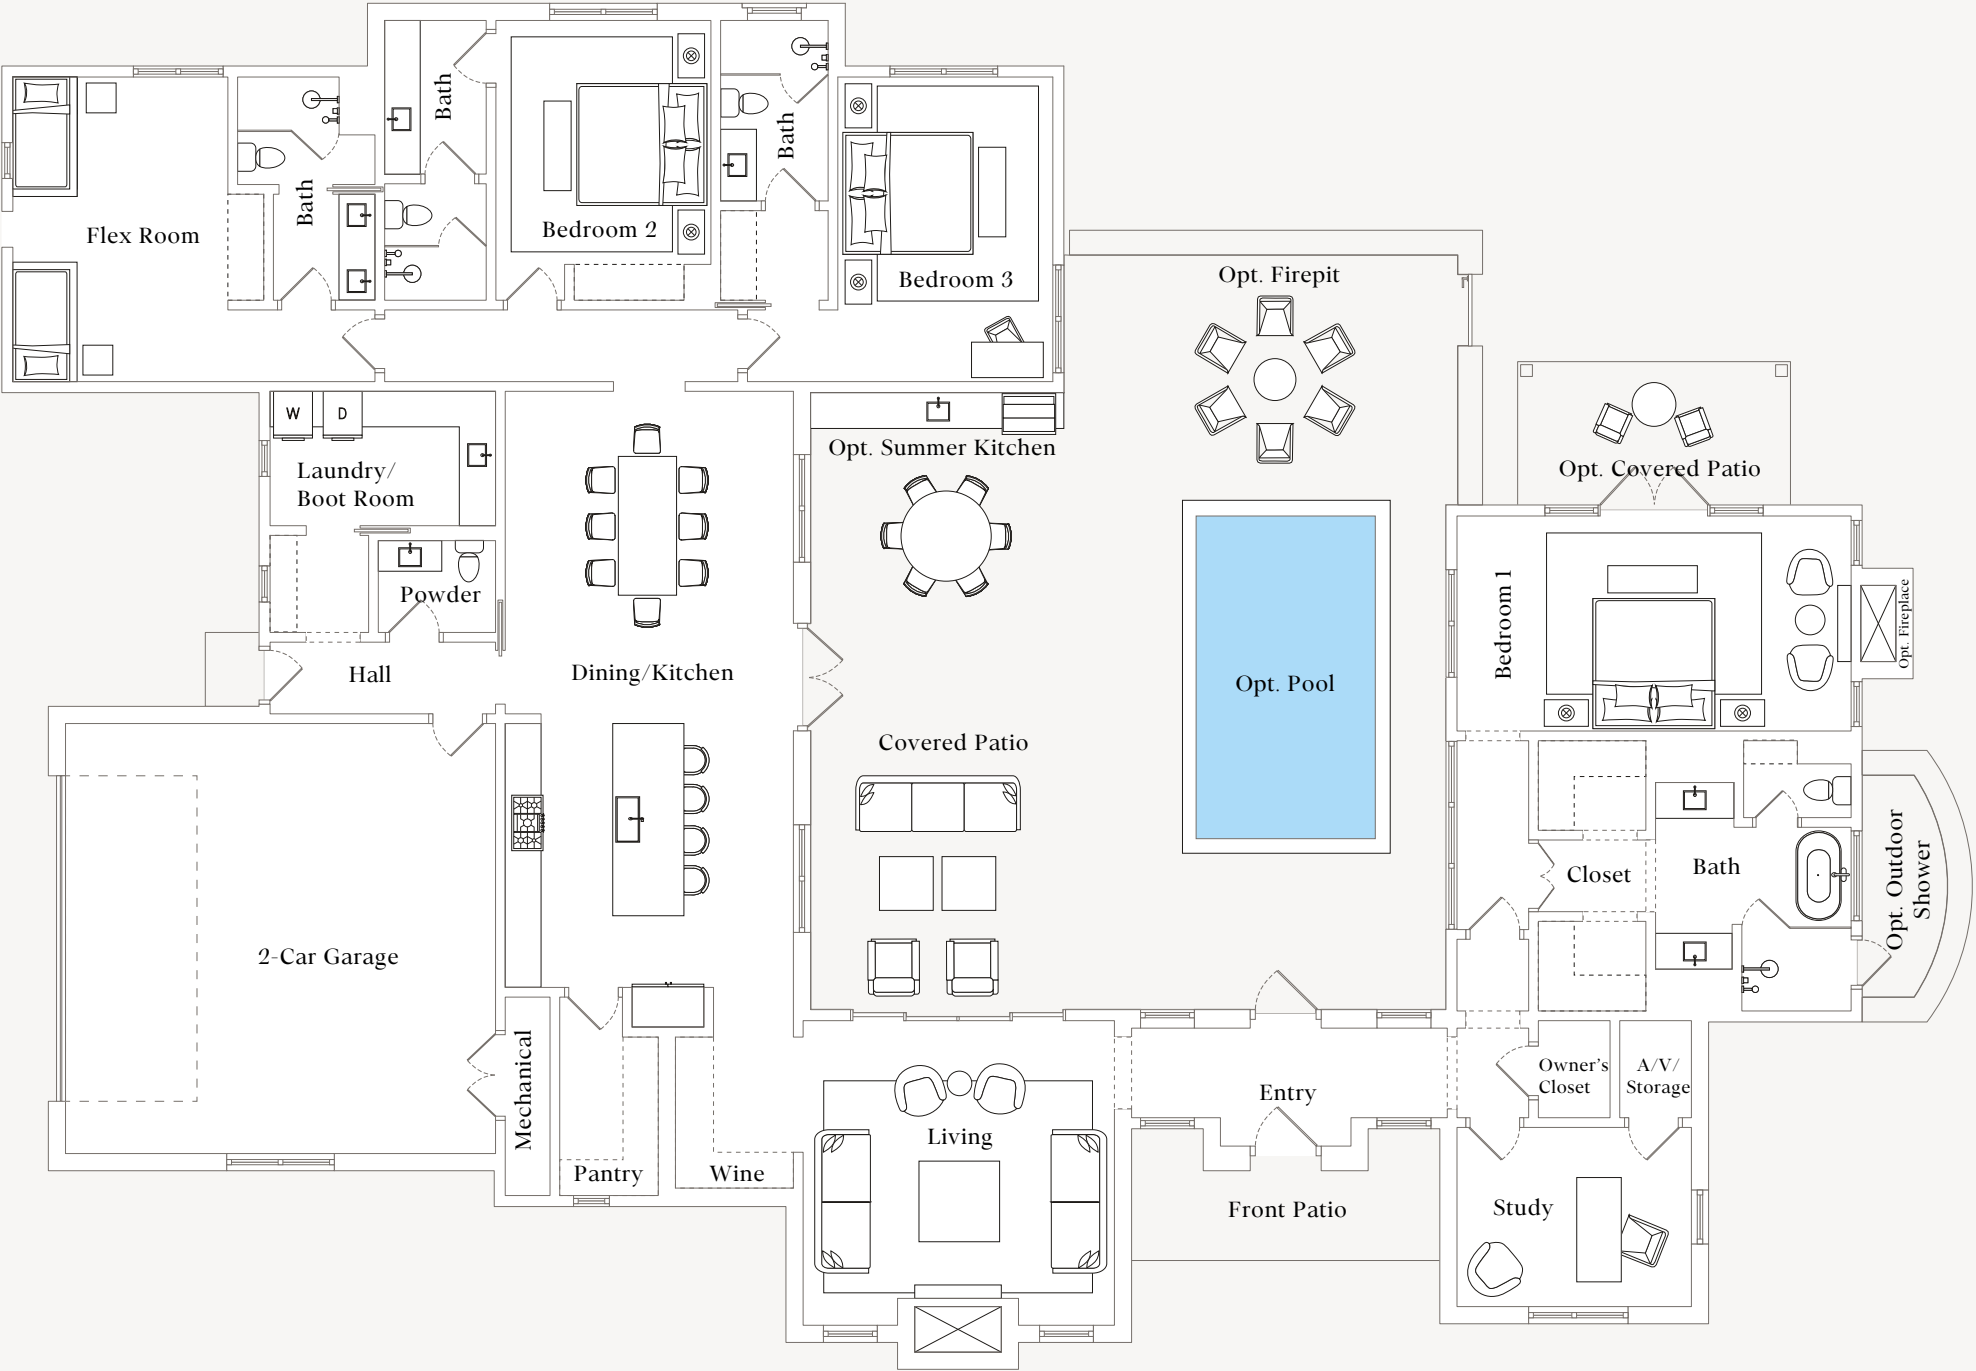 Bath
Bath
Bath
Flex Room
Bedroom 2
Bedroom 3
Opt. Firepit
W
D
Opt. Summer Kitchen
Laundry/
Boot Room
Opt. Covered Patio
Powder
Bedroom 1
Opt. Fireplace
Hall
Dining/Kitchen
Opt. Pool
Covered Patio
Closet
Bath
Opt. Outdoor
Shower
2-Car Garage
Mechanical
Owner's
Closet
A/V/
Storage
Entry
Living
Pantry
Wine
Front Patio
Study